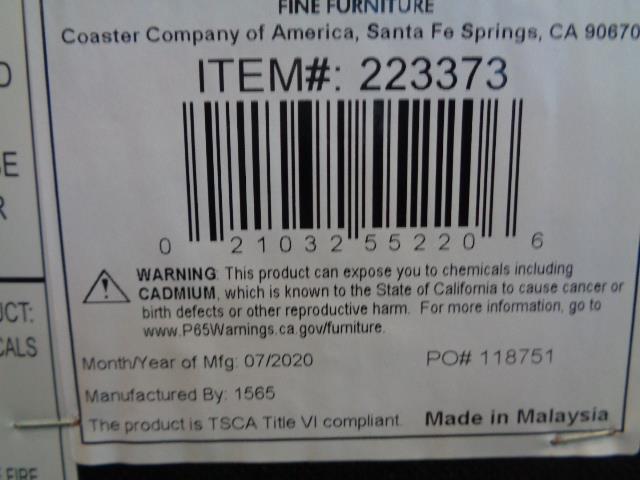 FINE FURNITURE
Coaster Company of America, Santa Fe Springs, CA 90670
ITEM#: 223373
0 21032 55220 6
WARNING: This product can expose you to chemicals including
CADMIUM, which is known to the State of California to cause cancer or
birth defects or other reproductive harm. For more information, go to
www.P65Warnings.ca.gov/furniture.
Month/Year of Mfg: 07/2020 PO# 118751
Manufactured By: 1565
The product is TSCA Title VI compliant. Made in Malaysia
UCT:
CALS